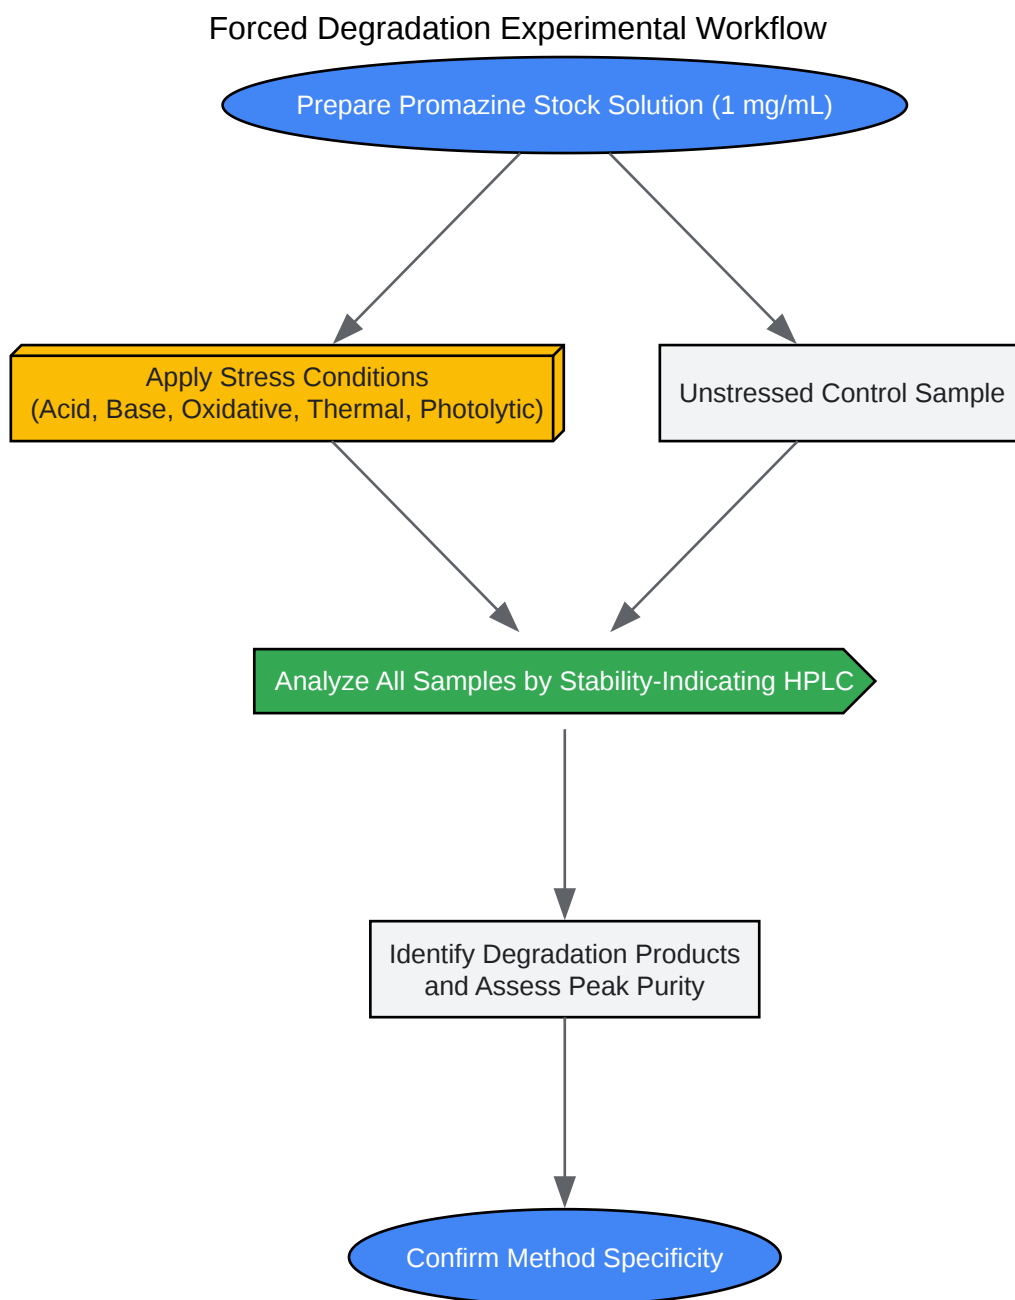 Forced Degradation Experimental Workflow
Prepare Promazine Stock Solution (1 mg/mL)
Apply Stress Conditions
(Acid, Base, Oxidative, Thermal, Photolytic)
Unstressed Control Sample
Analyze All Samples by Stability-Indicating HPLC
Identify Degradation Products
and Assess Peak Purity
Confirm Method Specificity